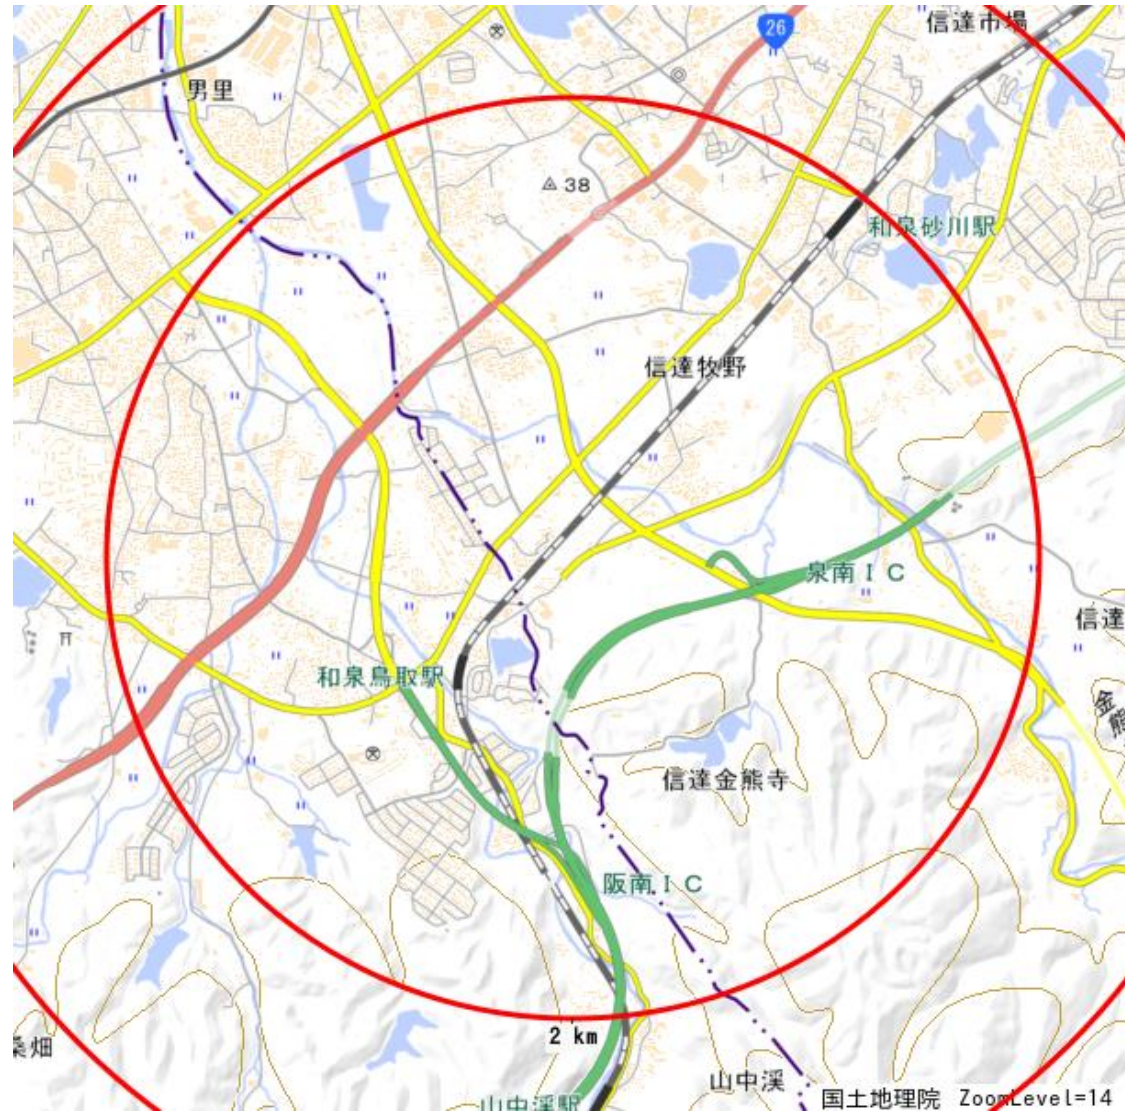 信達市場
26
男里
38
和泉砂川駅
信達牧野
泉南IC
信達
和泉鳥取駅
金熊
信達金熊寺
阪南IC
2 km
桑畑
山中渓
山中渓駅
国土地理院 ZoomLevel=14